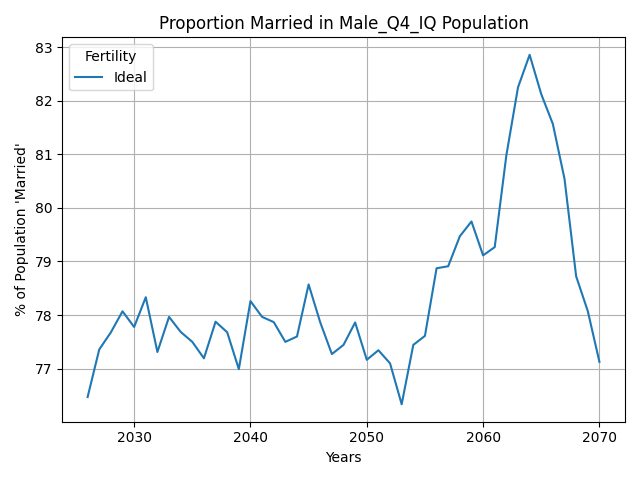 Proportion Married in Male_Q4_IQ Population
Fertility
Ideal
% of Population 'Married'
83
82
81
80
79
78
77
2030
2040
2050
2060
2070
Years